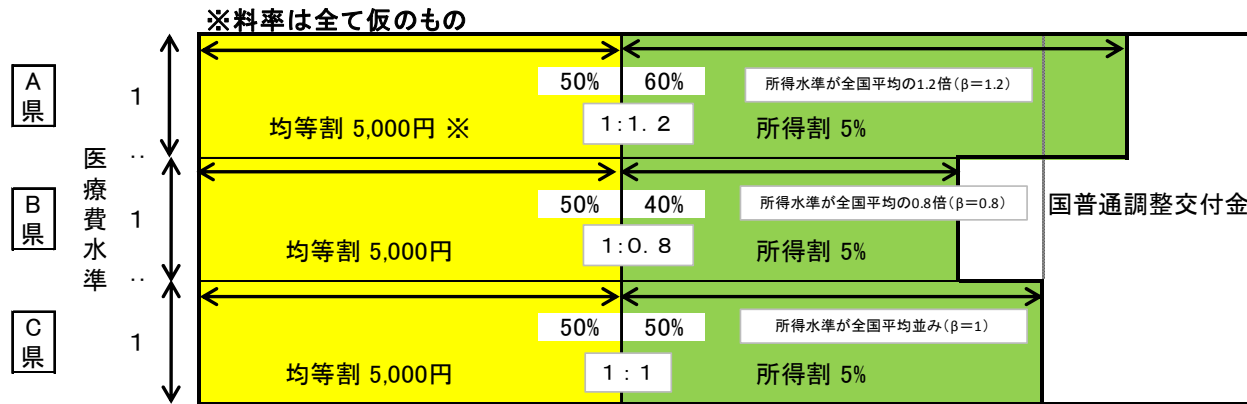 ※料率は全て仮のもの
A県
1
50%
60%
所得水準が全国平均の1.2倍(β=1.2)
均等割 5,000円 ※
1:1.2
所得割 5%
医療費水準
:
B県
1
50%
40%
所得水準が全国平均の0.8倍(β=0.8)
国普通調整交付金
均等割 5,000円
1:0.8
所得割 5%
:
C県
1
50%
50%
所得水準が全国平均並み(β=1)
均等割 5,000円
1:1
所得割 5%